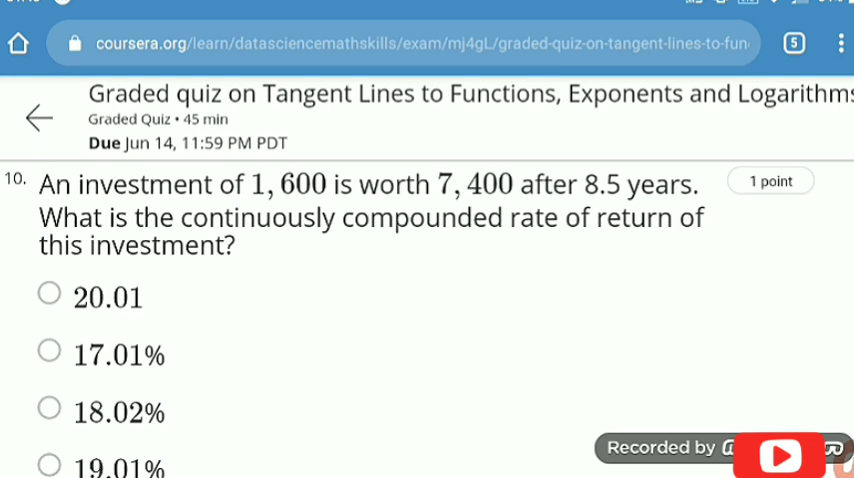 coursera.org/learn/datasciencemathskills/exam/mj4gL/graded-quiz-on-tangent-lines-to-fun
5
Graded quiz on Tangent Lines to Functions, Exponents and Logarithms
Graded Quiz • 45 min
Due Jun 14, 11:59 PM PDT
10. An investment of 1, 600 is worth 7, 400 after 8.5 years. 1 point
What is the continuously compounded rate of return of
this investment?
20.01
17.01%
18.02%
19.01%
Recorded by